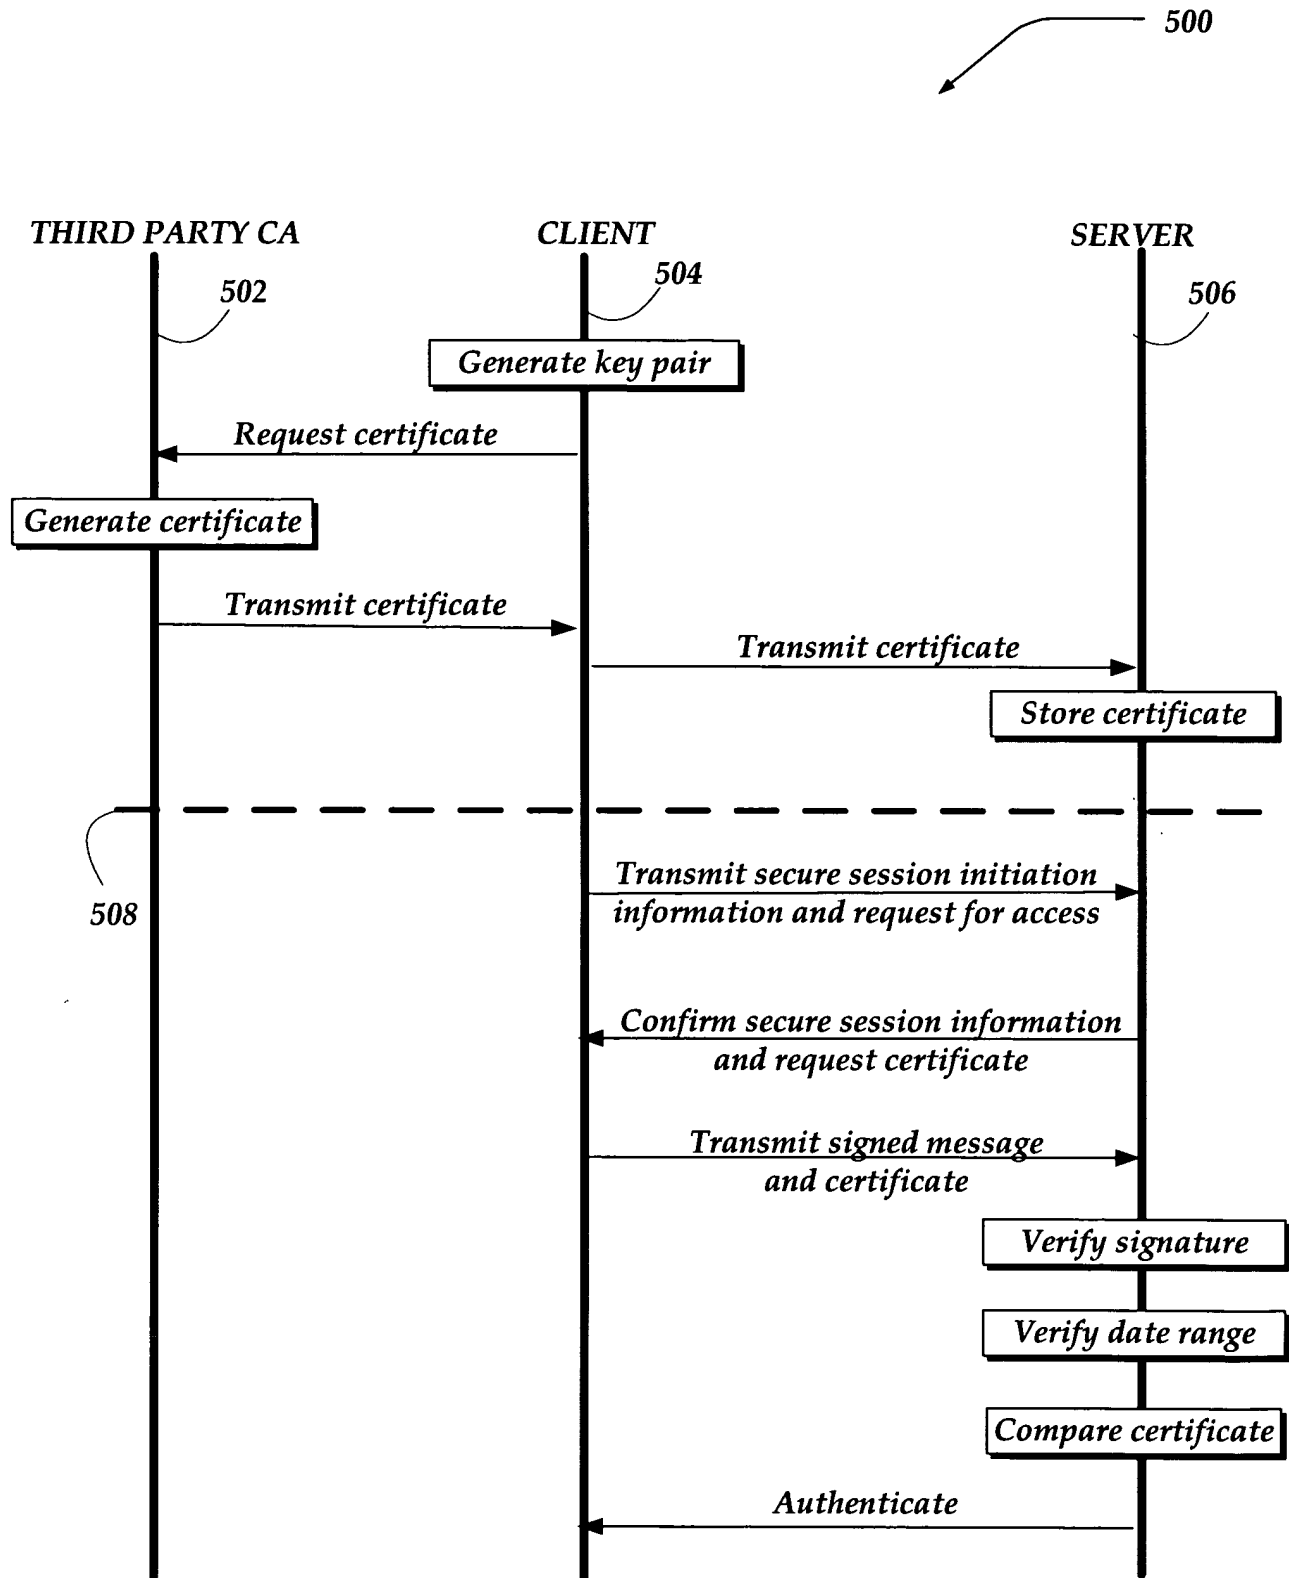 500
THIRD PARTY CA
CLIENT
SERVER
502
504
506
Generate key pair
Request certificate
Generate certificate
Transmit certificate
Transmit certificate
Store certificate
508
Transmit secure session initiation
information and request for access
Confirm secure session information
and request certificate
Transmit signed message
and certificate
Verify signature
Verify date range
Compare certificate
Authenticate